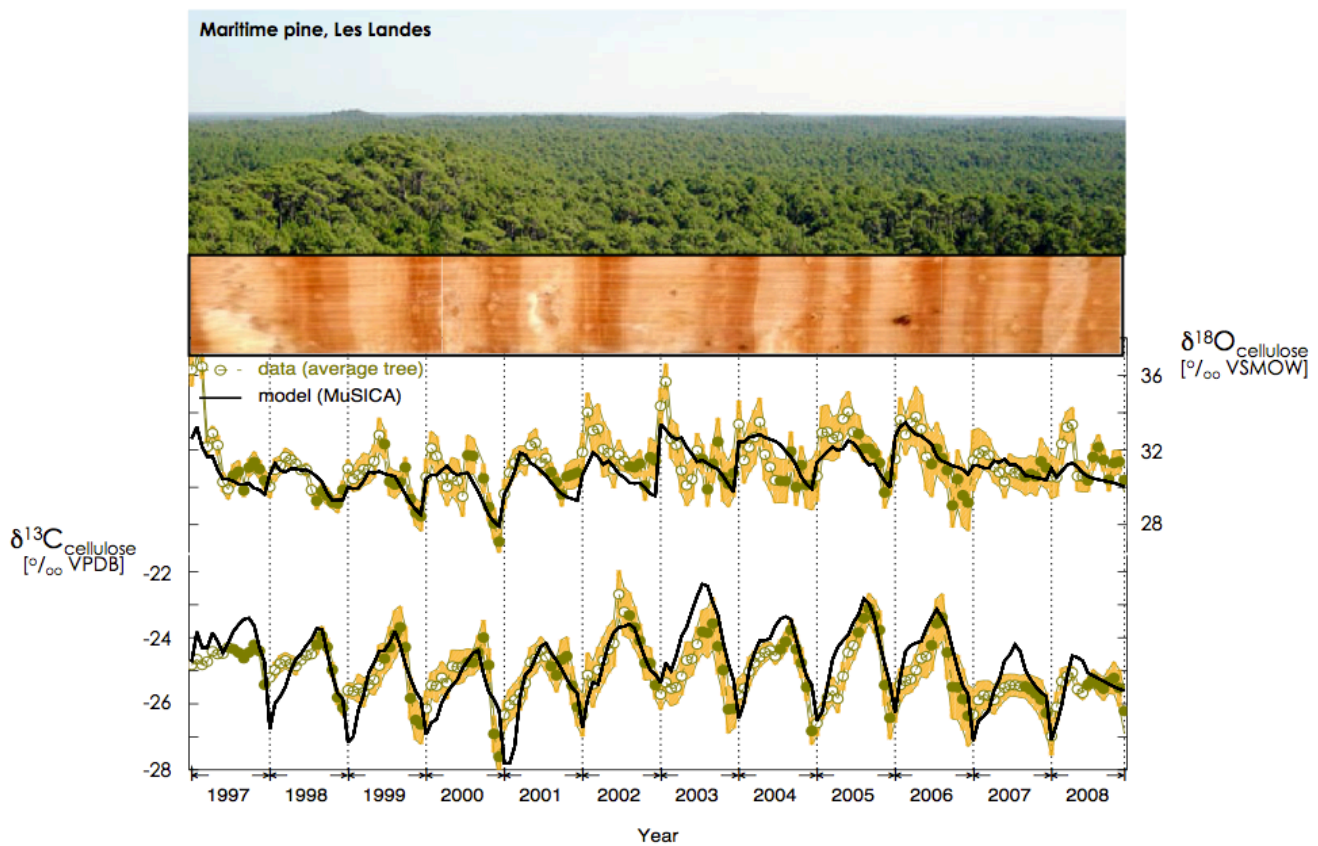 Maritime pine, Les Landes
δ18Ocellulose
[o/oo VSMOW]
data (average tree)
model (MuSICA)
36
32
28
δ13Ccellulose
[o/oo VPDB]
-22
-24
-26
-28
1997 1998 1999 2000 2001 2002 2003 2004 2005 2006 2007 2008
Year